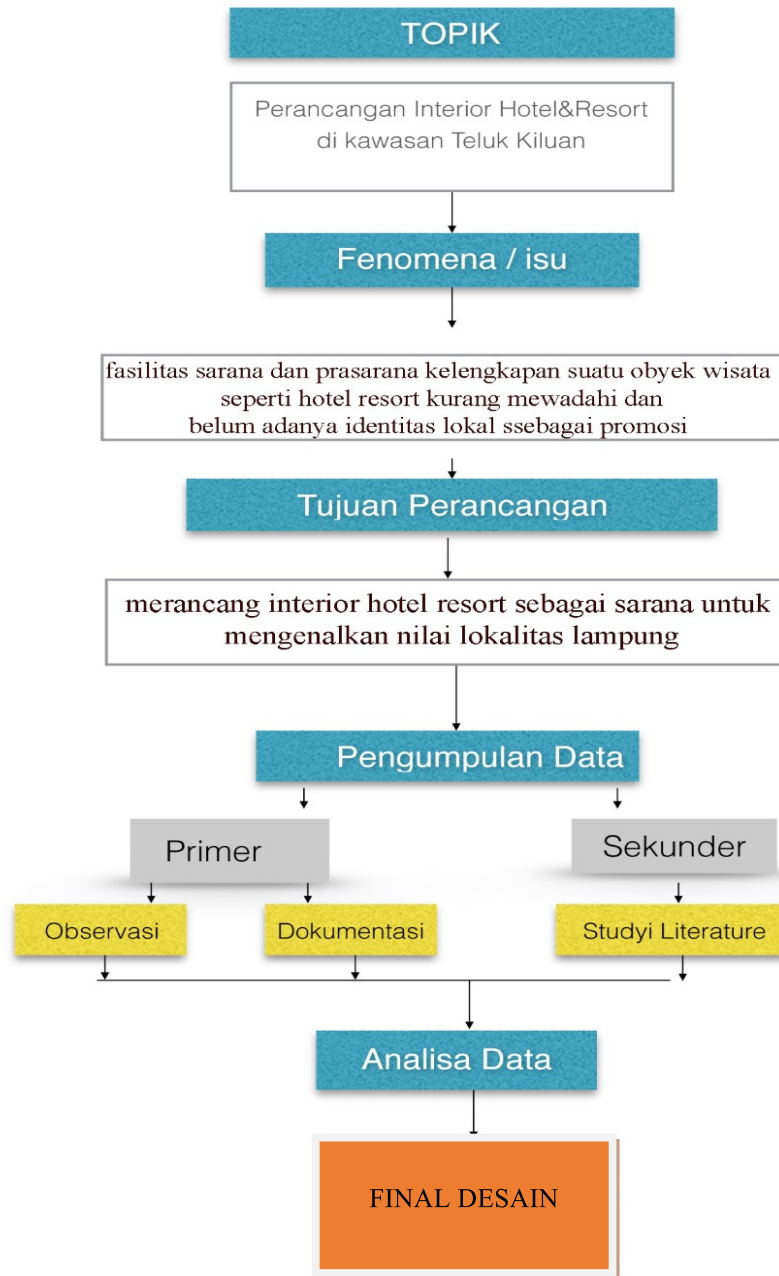 TOPIK
Perancangan Interior Hotel&Resort
di kawasan Teluk Kiluan
Fenomena / isu
fasilitas sarana dan prasarana kelengkapan suatu obyek wisata
seperti hotel resort kurang mewadahi dan
belum adanya identitas lokal ssebagai promosi
Tujuan Perancangan
merancang interior hotel resort sebagai sarana untuk
mengenalkan nilai lokalitas lampung
Pengumpulan Data
Primer
Sekunder
Observasi
Dokumentasi
Studyi Literature
Analisa Data
FINAL DESAIN